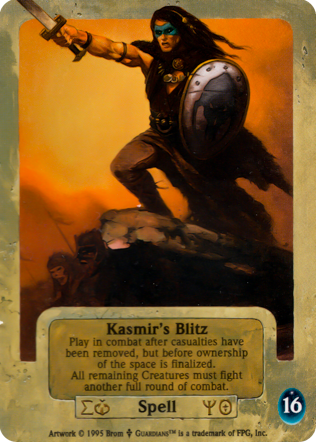 Kasmir's Blitz
Play in combat after casualties have
been removed, but before ownership
of the space is finalized.
All remaining Creatures must fight
another full round of combat.
Spell
16
Artwork © 1995 Brom Guardians™ is a trademark of FPG, Inc.